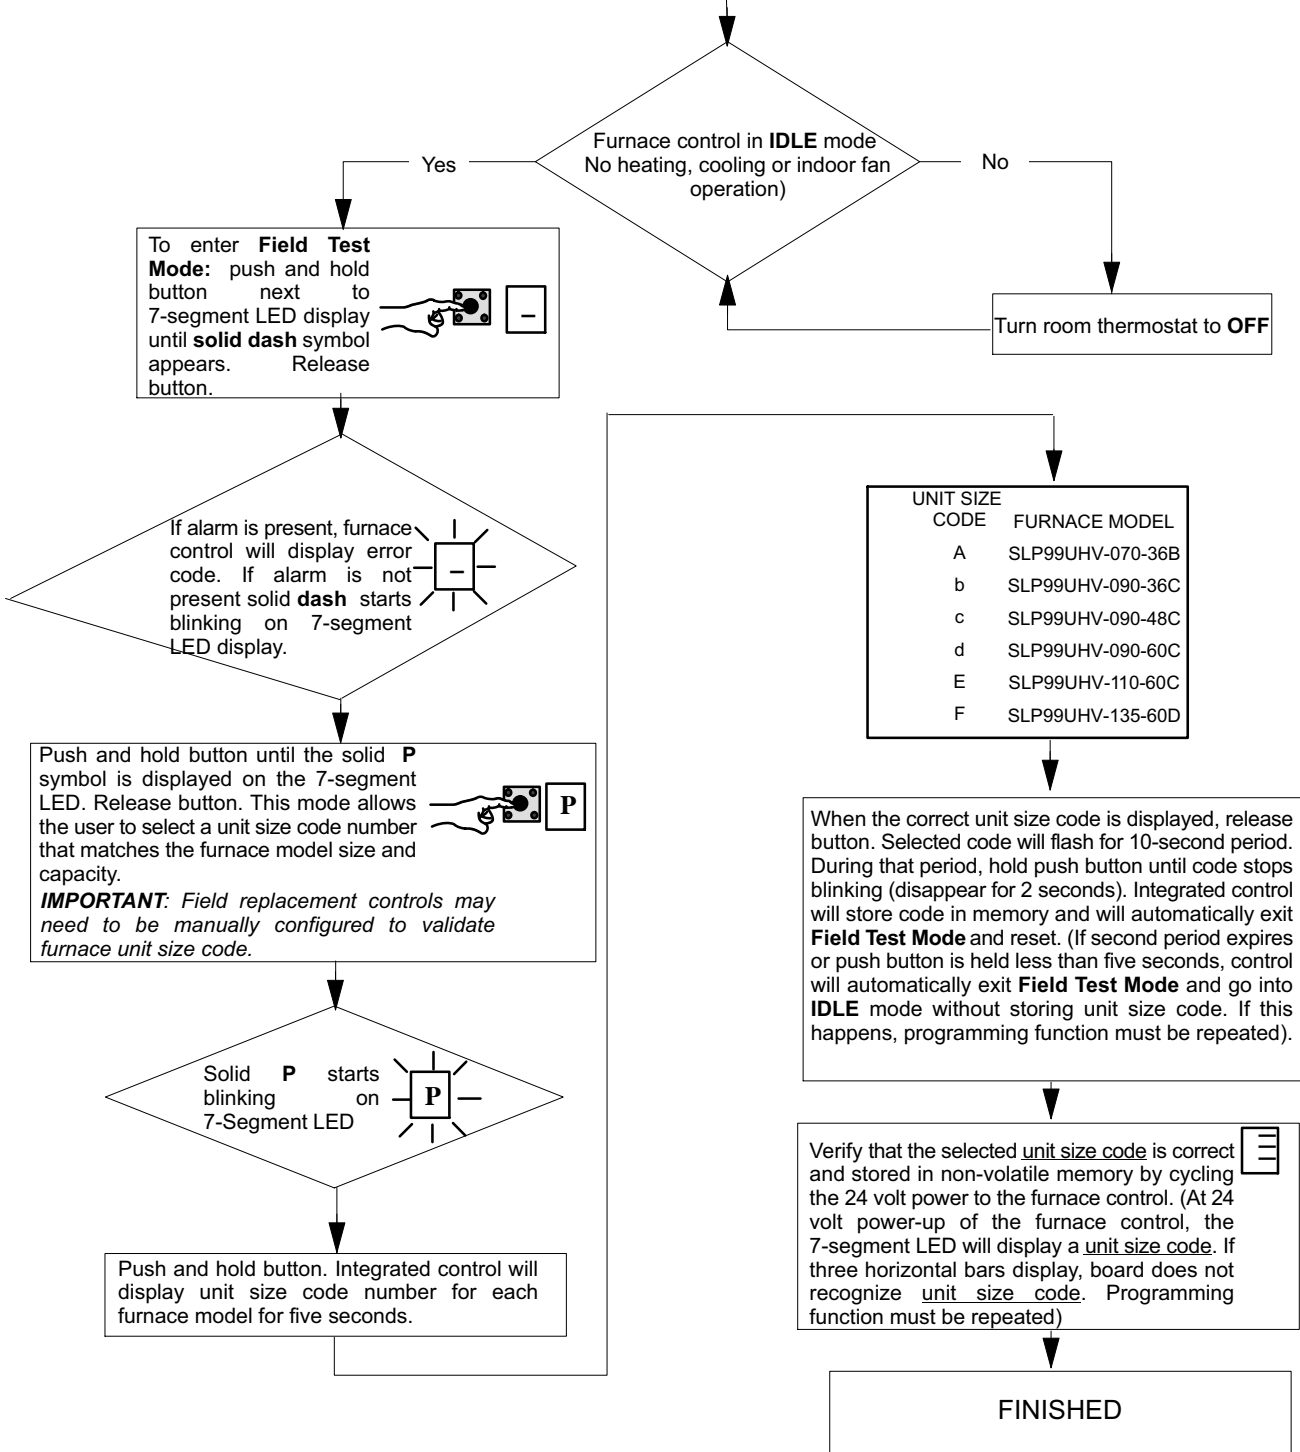 Furnace control in IDLE mode
No heating, cooling or indoor fan
operation)
Yes
No
To enter Field Test
Mode: push and hold
button next to
7-segment LED display
until solid dash symbol
appears. Release
button.
–
Turn room thermostat to OFF
If alarm is present, furnace
control will display error
code. If alarm is not
present solid dash starts
blinking on 7-segment
LED display.
–
Push and hold button until the solid P
symbol is displayed on the 7-segment
LED. Release button. This mode allows
the user to select a unit size code number
that matches the furnace model size and
capacity.
IMPORTANT: Field replacement controls may
need to be manually configured to validate
furnace unit size code.
P
Solid P starts
blinking on
7-Segment LED
P
Push and hold button. Integrated control will
display unit size code number for each
furnace model for five seconds.
UNIT SIZE
CODE FURNACE MODEL
A SLP99UHV-070-36B
b SLP99UHV-090-36C
c SLP99UHV-090-48C
d SLP99UHV-090-60C
E SLP99UHV-110-60C
F SLP99UHV-135-60D
When the correct unit size code is displayed, release
button. Selected code will flash for 10-second period.
During that period, hold push button until code stops
blinking (disappear for 2 seconds). Integrated control
will store code in memory and will automatically exit
Field Test Mode and reset. (If second period expires
or push button is held less than five seconds, control
will automatically exit Field Test Mode and go into
IDLE mode without storing unit size code. If this
happens, programming function must be repeated).
Verify that the selected unit size code is correct
and stored in non-volatile memory by cycling
the 24 volt power to the furnace control. (At 24
volt power-up of the furnace control, the
7-segment LED will display a unit size code. If
three horizontal bars display, board does not
recognize unit size code. Programming
function must be repeated)
FINISHED